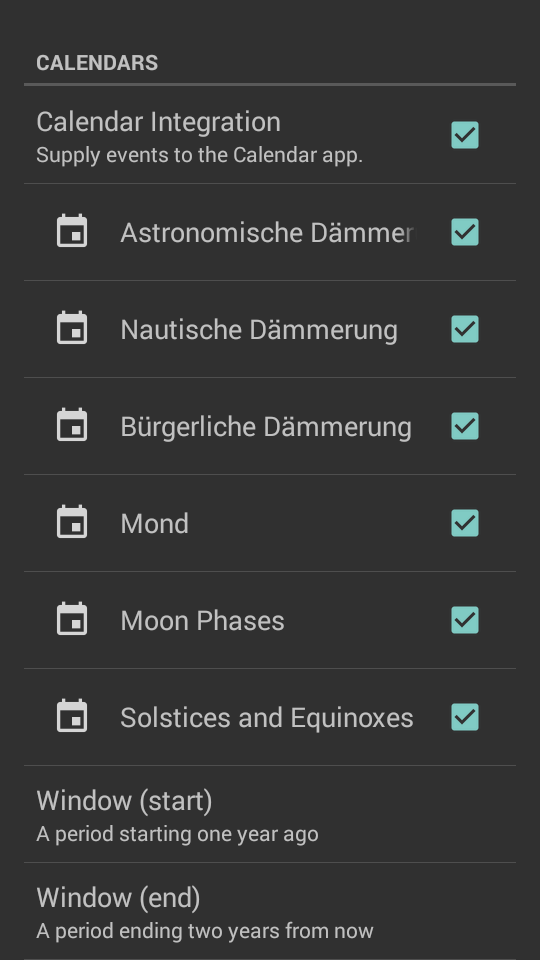 CALENDARS
Calendar Integration
Supply events to the Calendar app.
Astronomische Dämmer
Nautische Dämmerung
Bürgerliche Dämmerung
Mond
Moon Phases
Solstices and Equinoxes
Window (start)
A period starting one year ago
Window (end)
A period ending two years from now